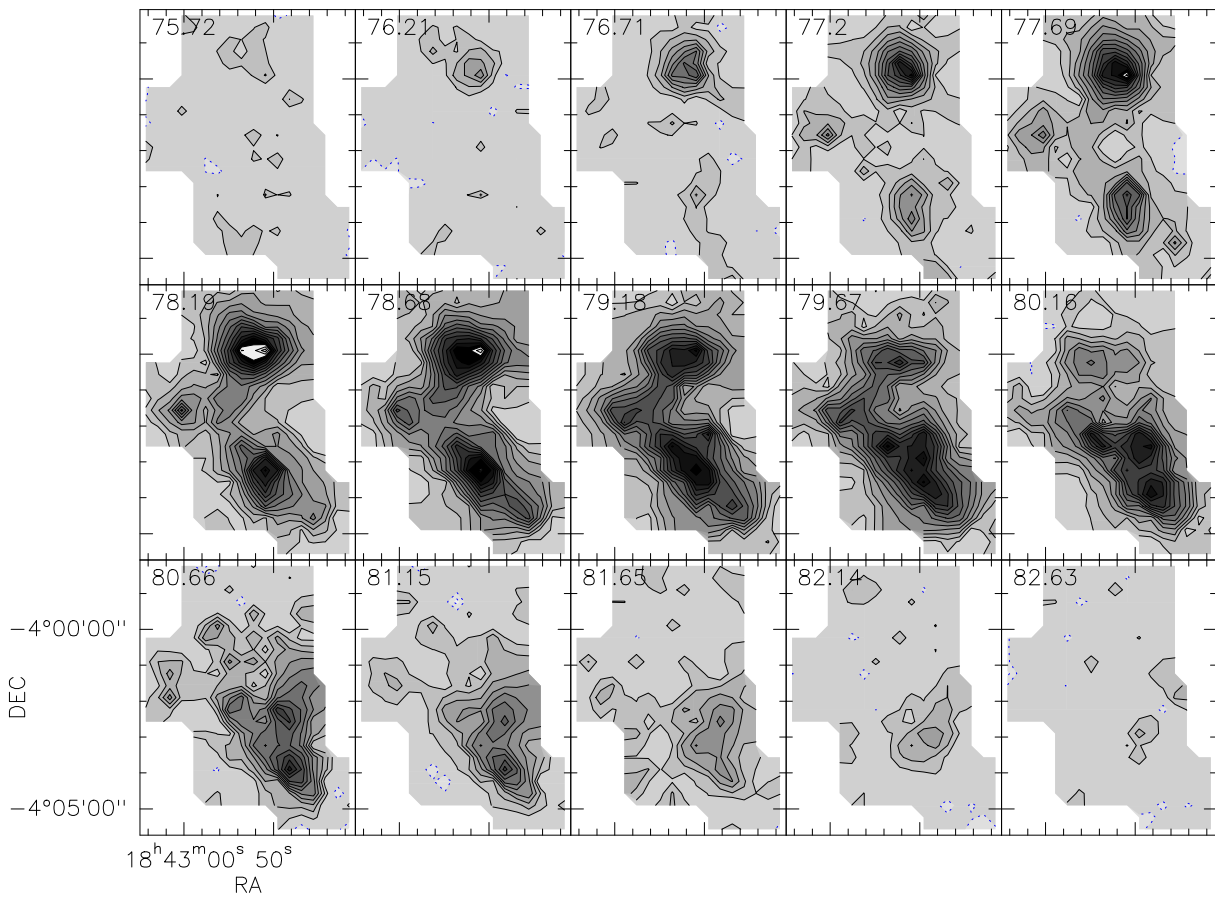 75.72 76.21 76.71 77.2 77.69
78.19 78.68 79.18 79.67 80.16
80.66 81.15 81.65 82.14 82.63
−4°00'00''
DEC
−4°05'00''
18ʰ43ᵐ00ˢ 50ˢ
RA